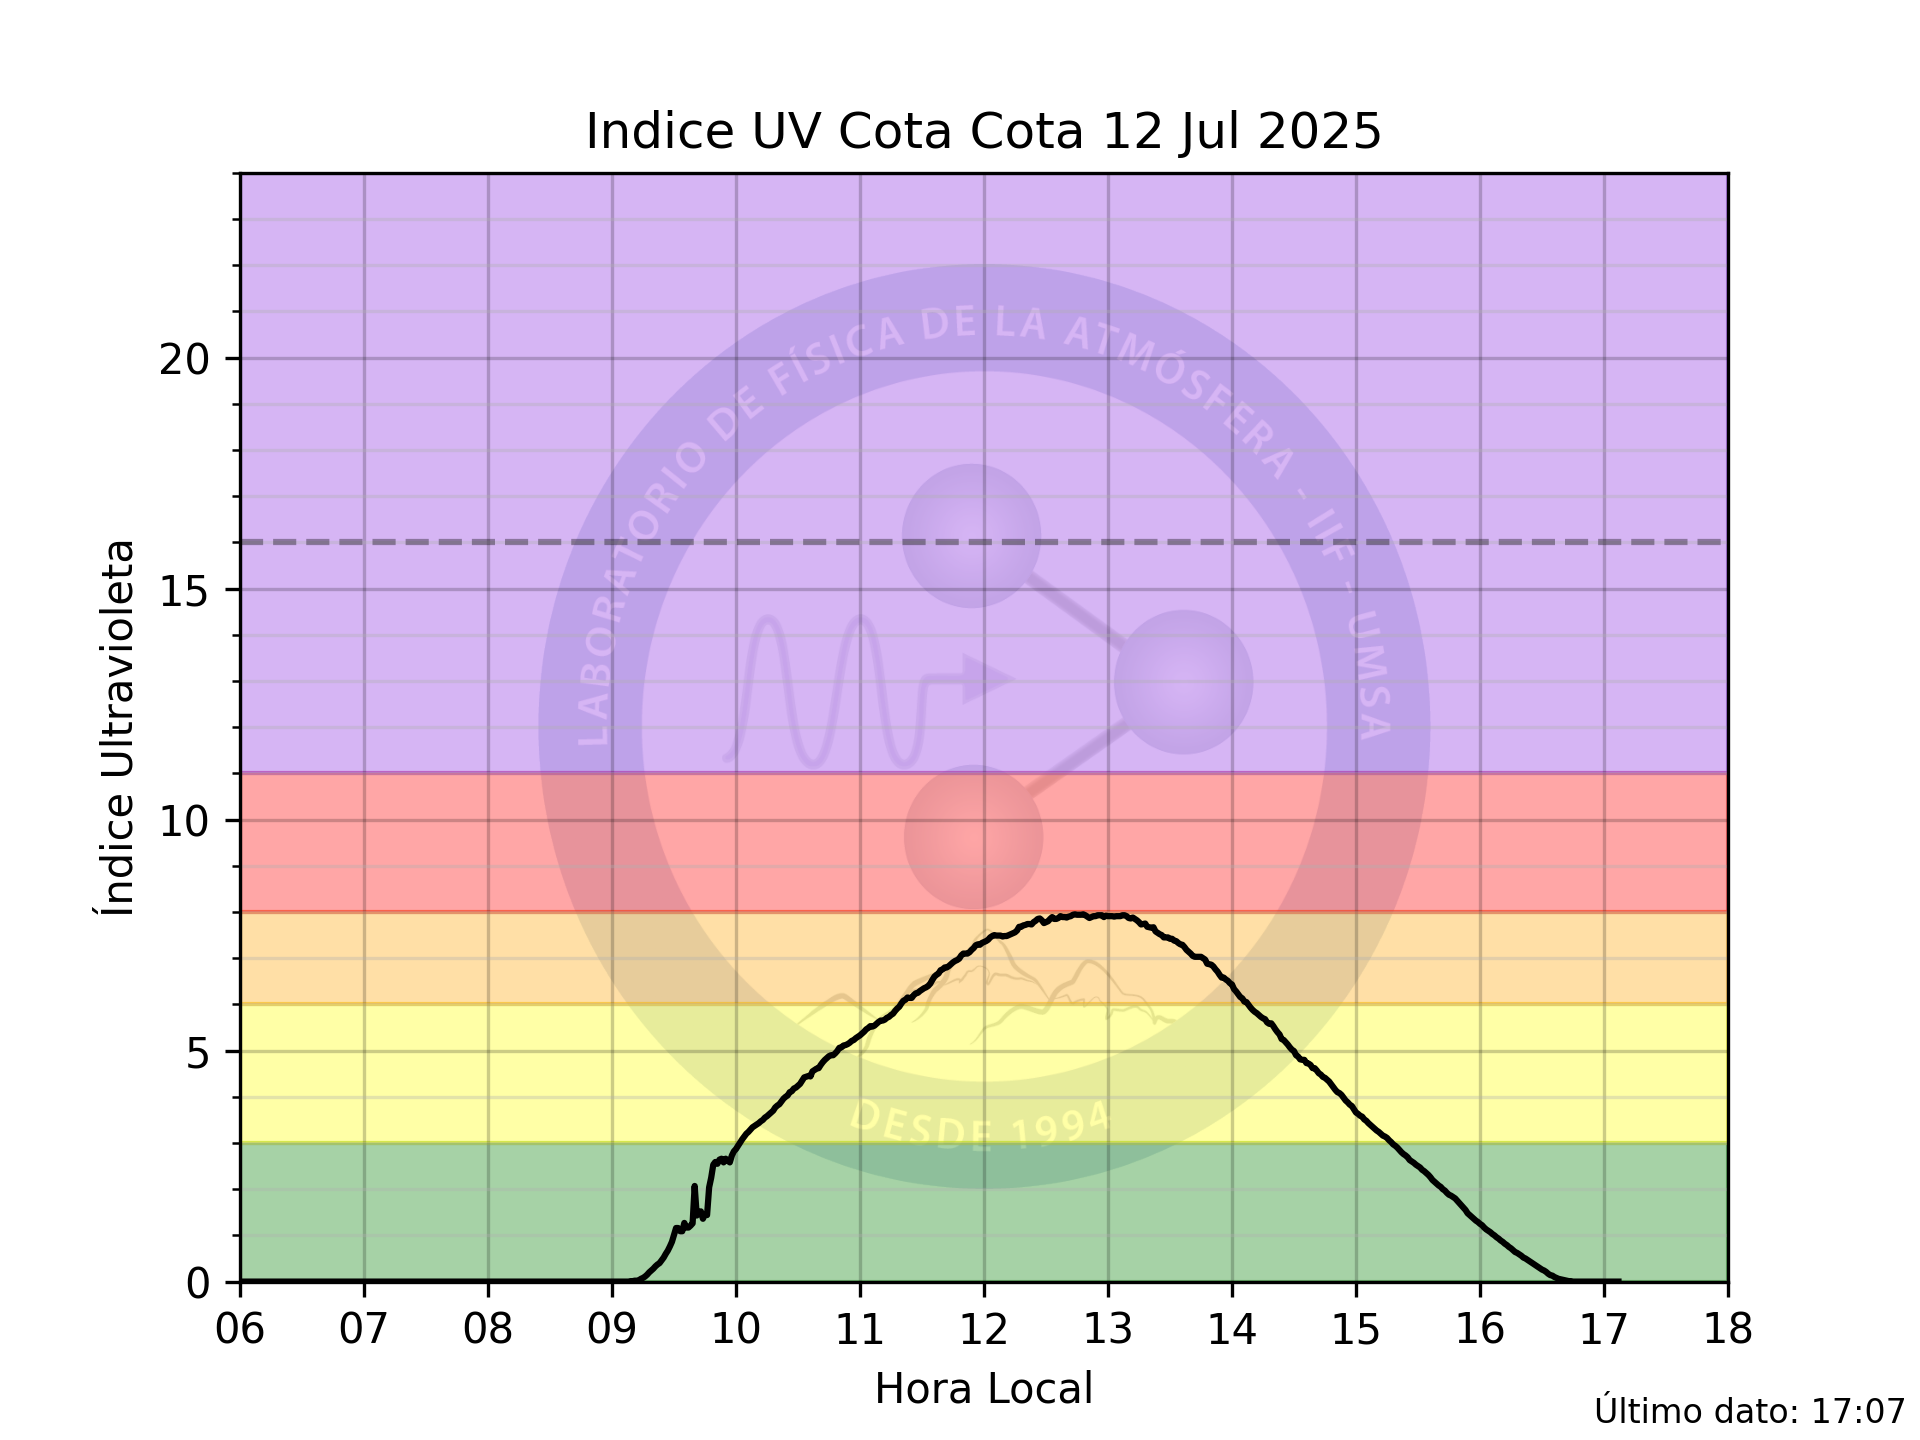 Indice UV Cota Cota 12 Jul 2025
Índice Ultravioleta
20
15
10
5
0
LABORATORIO DE FÍSICA DE LA ATMÓSFERA - IIF - UMSA
DESDE 1994
06 07 08 09 10 11 12 13 14 15 16 17 18
Hora Local
Último dato: 17:07